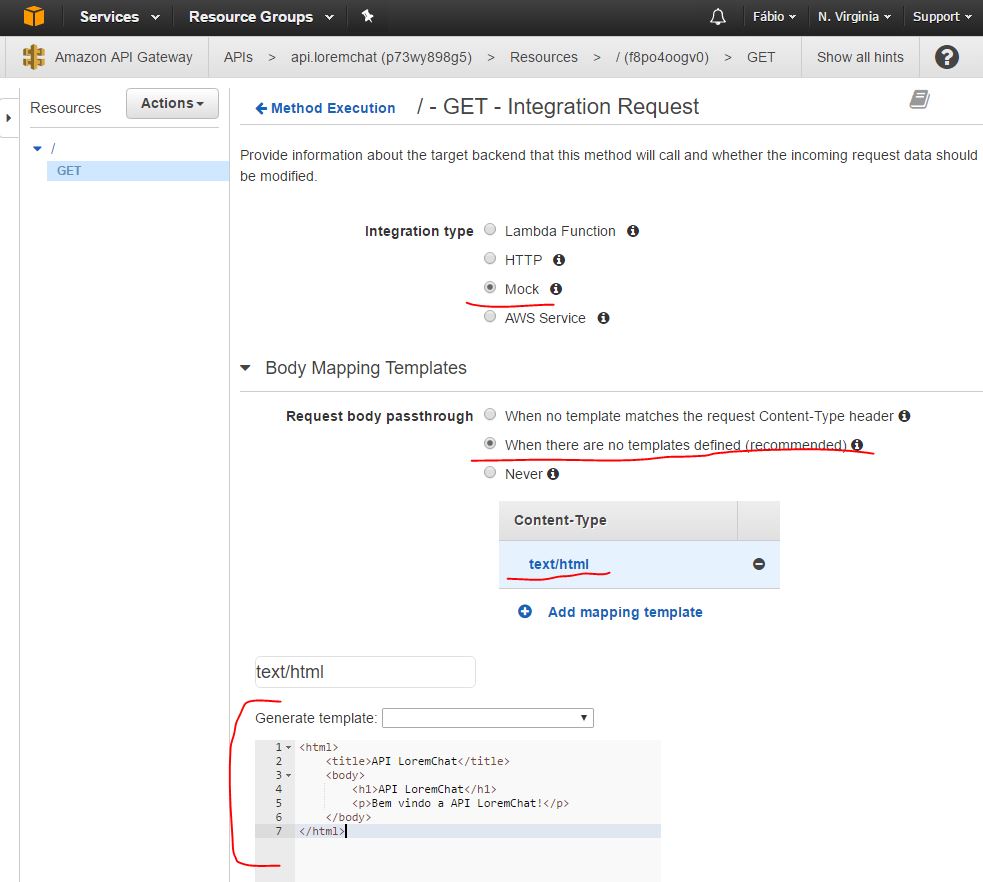 Services Resource Groups Fábio N. Virginia Support
Amazon API Gateway APIs > api.loremchat (p73wy898g5) > Resources > / (f8po4oogv0) > GET Show all hints ?
Resources Actions
Method Execution / - GET - Integration Request
/
GET
Provide information about the target backend that this method will call and whether the incoming request data should
be modified.
Integration type Lambda Function
HTTP
Mock
AWS Service
Body Mapping Templates
Request body passthrough When no template matches the request Content-Type header
When there are no templates defined (recommended)
Never
Content-Type
text/html
Add mapping template
text/html
Generate template:
1 <html>
2 <title>API LoremChat</title>
3 <body>
4 <h1>API LoremChat</h1>
5 <p>Bem vindo a API LoremChat!</p>
6 </body>
7 </html>